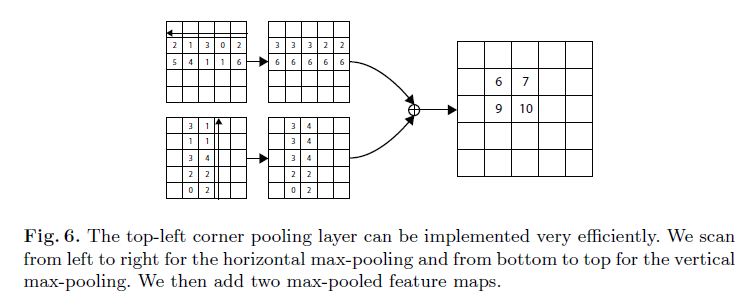 2 1 3 0 2
5 4 1 1 6
3 3 3 2 2
6 6 6 6 6
3 1
1 1
3 4
2 2
0 2
3 4
3 4
3 4
2 2
0 2
6 7
9 10
Fig. 6. The top-left corner pooling layer can be implemented very efficiently. We scan
from left to right for the horizontal max-pooling and from bottom to top for the vertical
max-pooling. We then add two max-pooled feature maps.